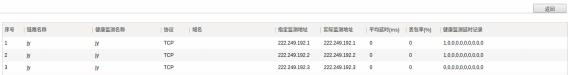 返回
序号 链路名称 健康监测名称 协议 域名 指定监测地址 实际监测地址 平均延时(ms) 丢包率(%) 健康监测延时记录
1 jy jy TCP 222.249.192.1 222.249.192.1 0 0 1.0,0.0,0.0,0.0,0.0,0
2 jy jy TCP 222.249.192.2 222.249.192.2 0 0 1.0,0.0,0.0,0.0,0.0,0
3 jy jy TCP 222.249.192.3 222.249.192.3 0 0 1.0,0.0,0.0,0.0,0.0,0